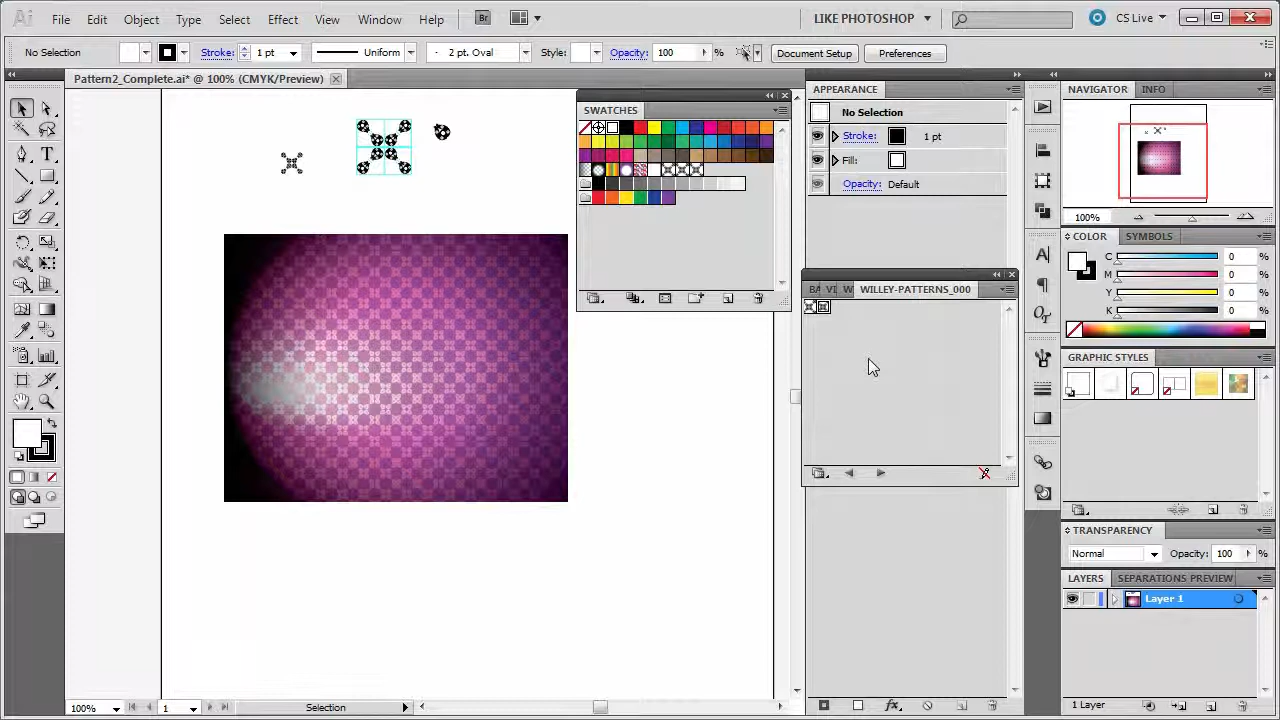 Ai File Edit Object Type Select Effect View Window Help Br LIKE PHOTOSHOP CS Live
No Selection Stroke: 1 pt Uniform 2 pt. Oval Style: Opacity: 100 % Document Setup Preferences
Pattern2_Complete.ai* @ 100% (CMYK/Preview)
SWATCHES
APPEARANCE
No Selection
Stroke: 1 pt
Fill:
Opacity: Default
WILLEY-PATTERNS_000
NAVIGATOR INFO
100%
COLOR SYMBOLS
C 0 %
M 0 %
Y 0 %
K 0 %
GRAPHIC STYLES
TRANSPARENCY
Normal Opacity: 100 %
LAYERS SEPARATIONS PREVIEW
Layer 1
1 Layer
100% 1 Selection